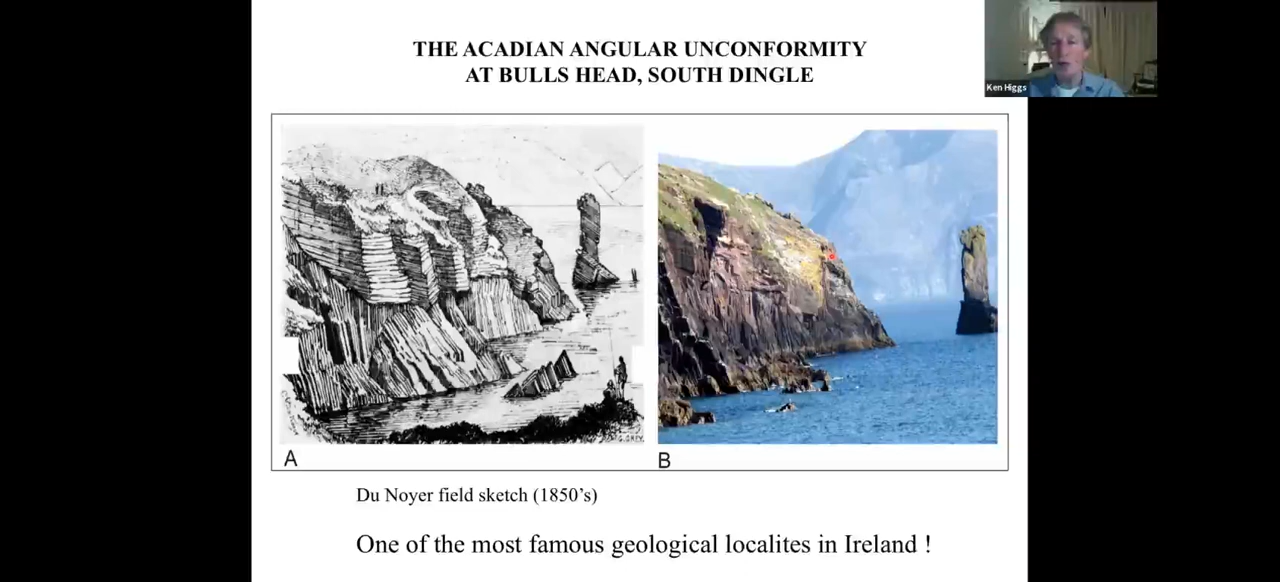 THE ACADIAN ANGULAR UNCONFORMITY
AT BULLS HEAD, SOUTH DINGLE
Ken Higgs
A
B
Du Noyer field sketch (1850's)
One of the most famous geological localites in Ireland !